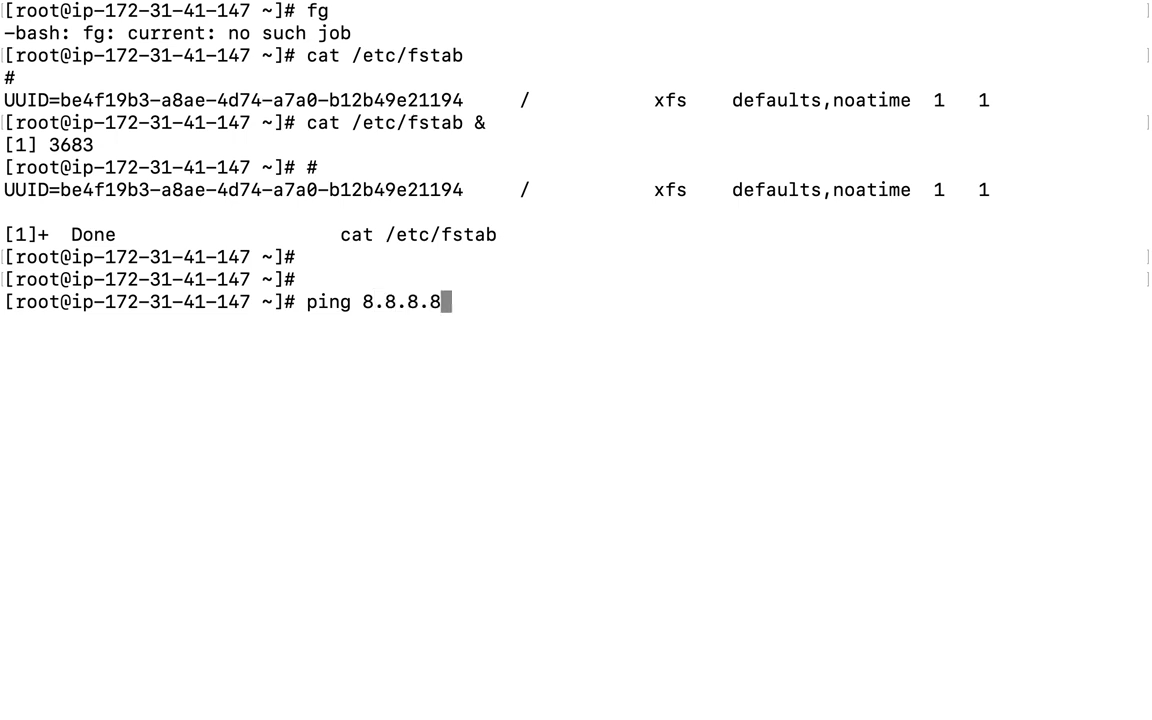 [root@ip-172-31-41-147 ~]# fg
-bash: fg: current: no such job
[root@ip-172-31-41-147 ~]# cat /etc/fstab
#
UUID=be4f19b3-a8ae-4d74-a7a0-b12b49e21194     /           xfs    defaults,noatime  1   1
[root@ip-172-31-41-147 ~]# cat /etc/fstab &
[1] 3683
[root@ip-172-31-41-147 ~]# #
UUID=be4f19b3-a8ae-4d74-a7a0-b12b49e21194     /           xfs    defaults,noatime  1   1
[1]+  Done                    cat /etc/fstab
[root@ip-172-31-41-147 ~]#
[root@ip-172-31-41-147 ~]#
[root@ip-172-31-41-147 ~]# ping 8.8.8.8